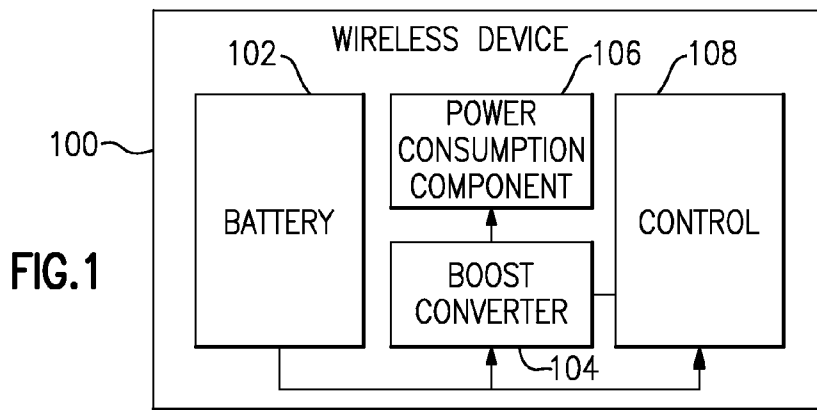 WIRELESS DEVICE
102
106
108
100
BATTERY
POWER
CONSUMPTION
COMPONENT
CONTROL
BOOST
CONVERTER
104
FIG.1